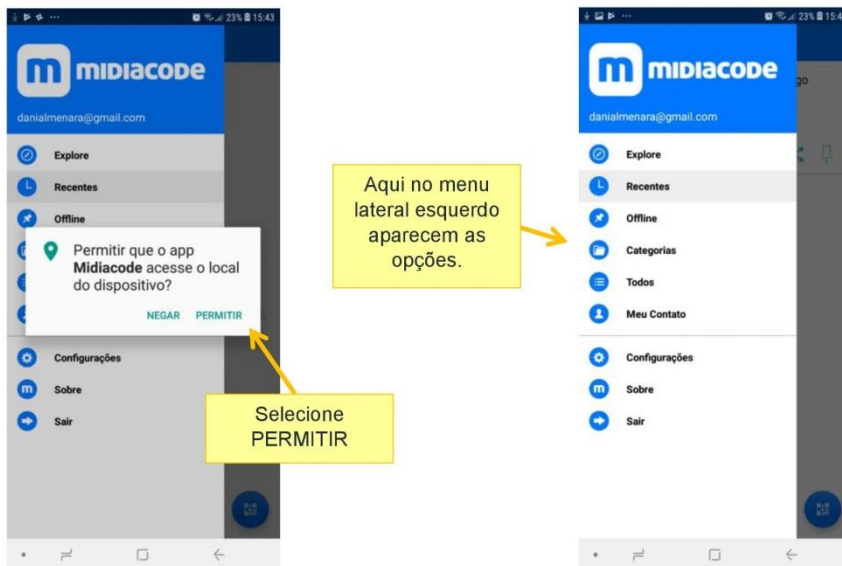 23% 15:43
mIDIAcode
danialmenara@gmail.com
Explore
Recentes
Offline
Permitir que o app
Midiacode acesse o local
do dispositivo?
NEGAR PERMITIR
Configurações
Sobre
Sair
Selecione
PERMITIR
Aqui no menu
lateral esquerdo
aparecem as
opções.
23% 15:4
mIDIAcode
danialmenara@gmail.com
Explore
Recentes
Offline
Categorias
Todos
Meu Contato
Configurações
Sobre
Sair
go